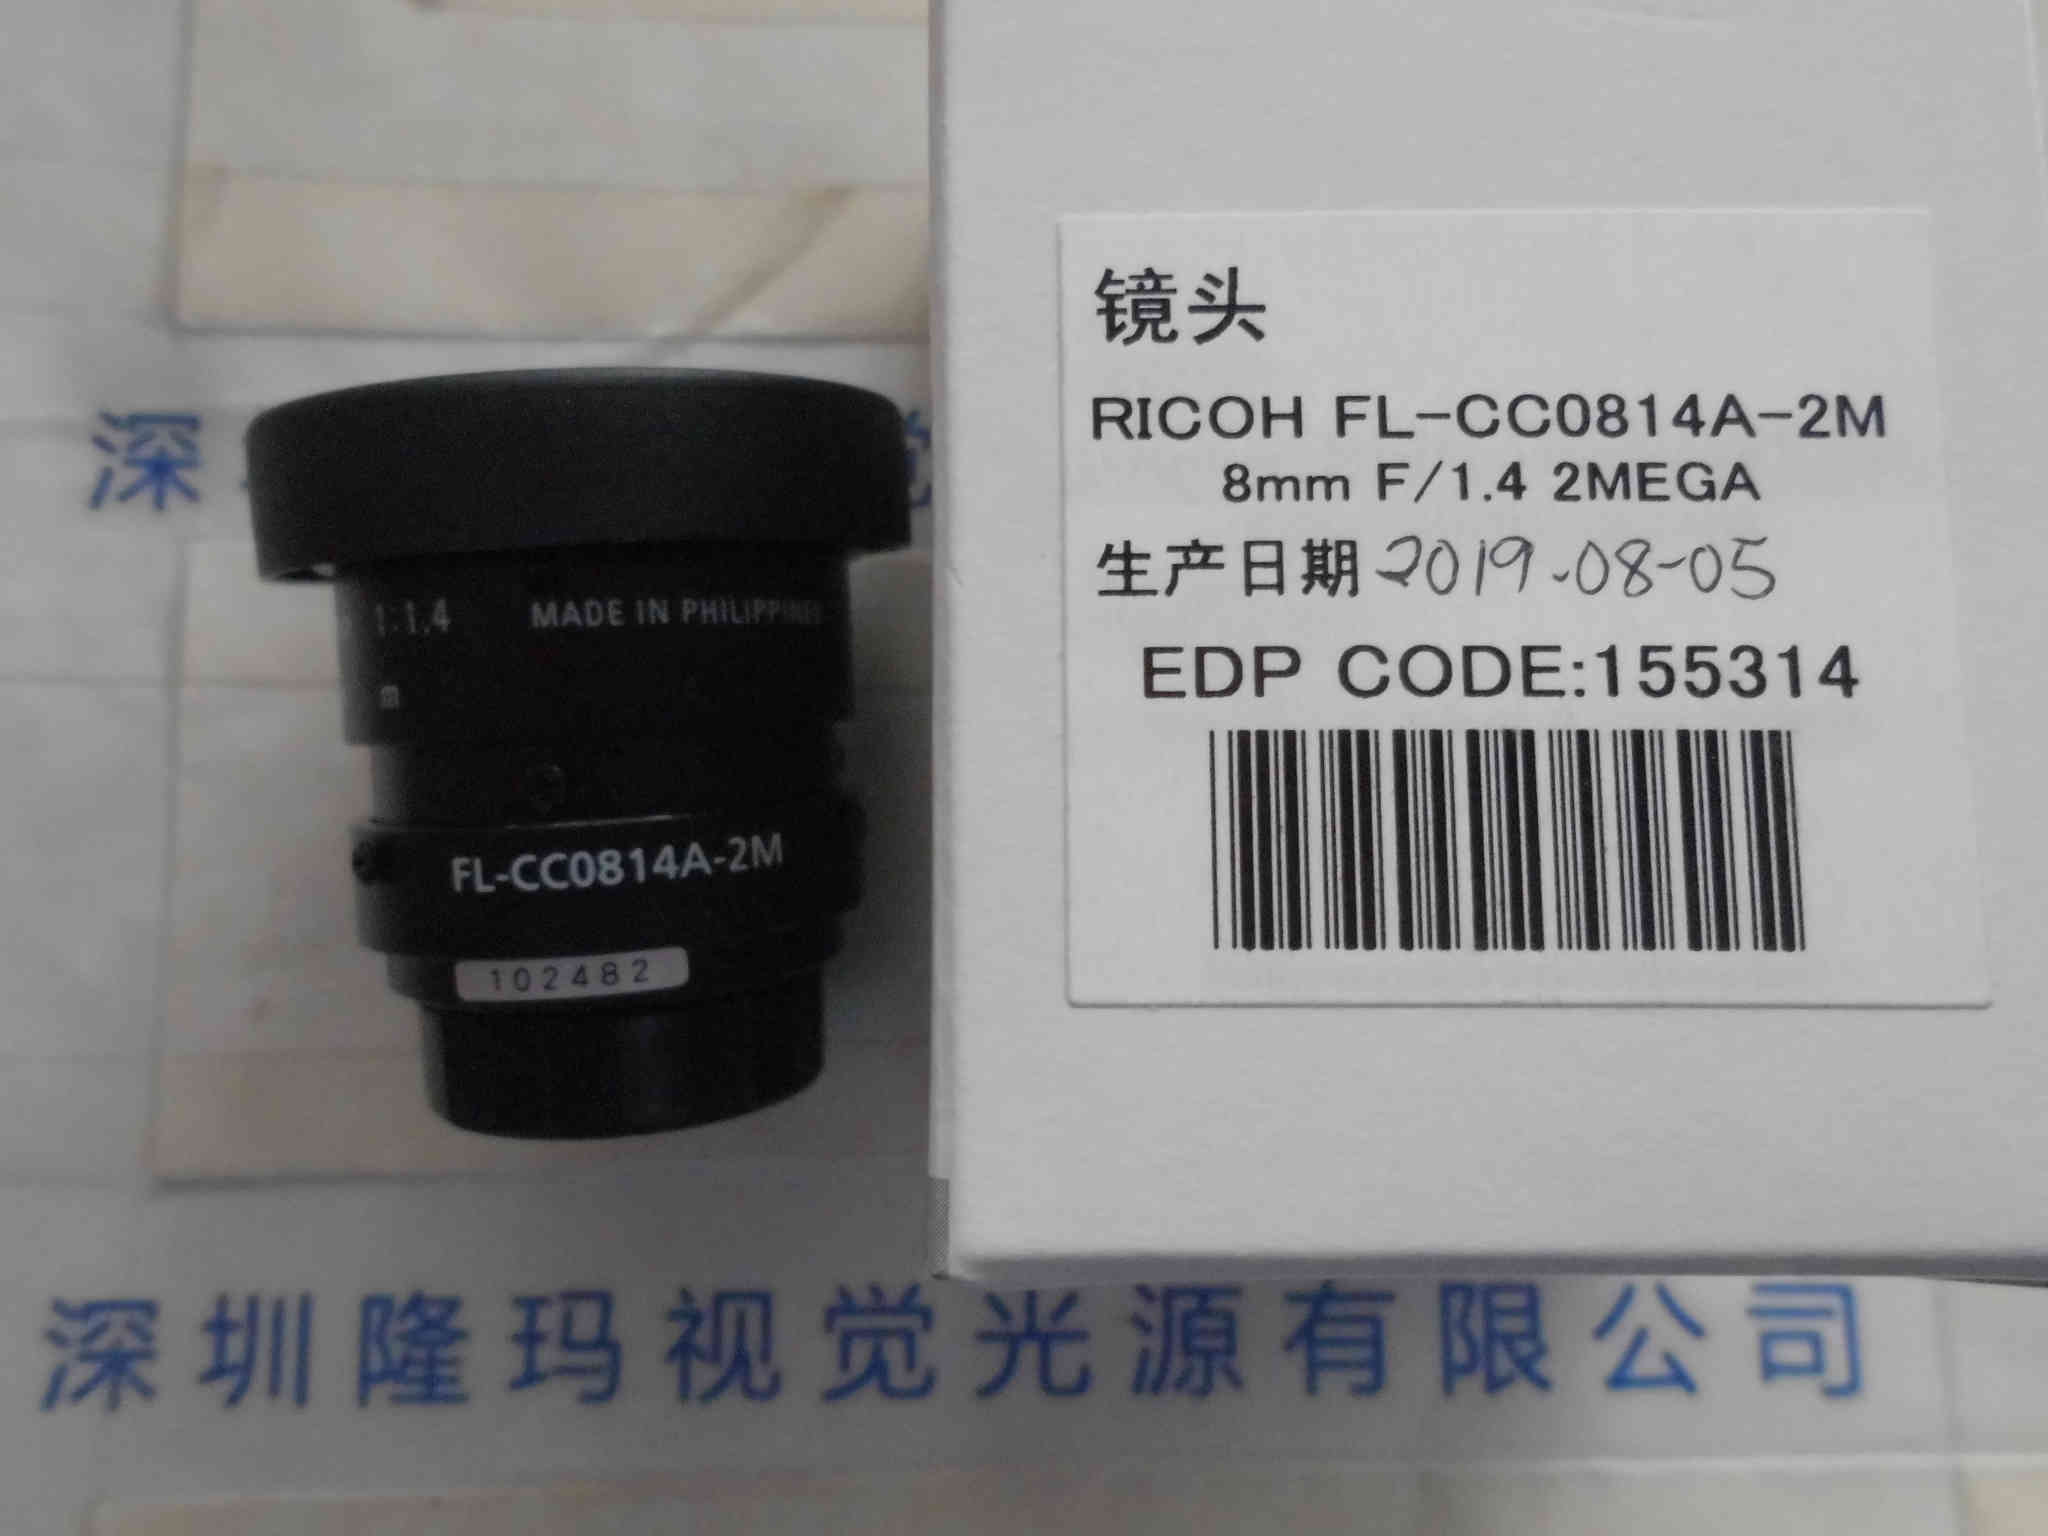 深
觉
1:1.4 MADE IN PHILIPPINES
m
FL-CC0814A-2M
102482
镜头
RICOH FL-CC0814A-2M
8mm F/1.4 2MEGA
生产日期 2019-08-05
EDP CODE:155314
深圳隆玛视觉光源有限公司